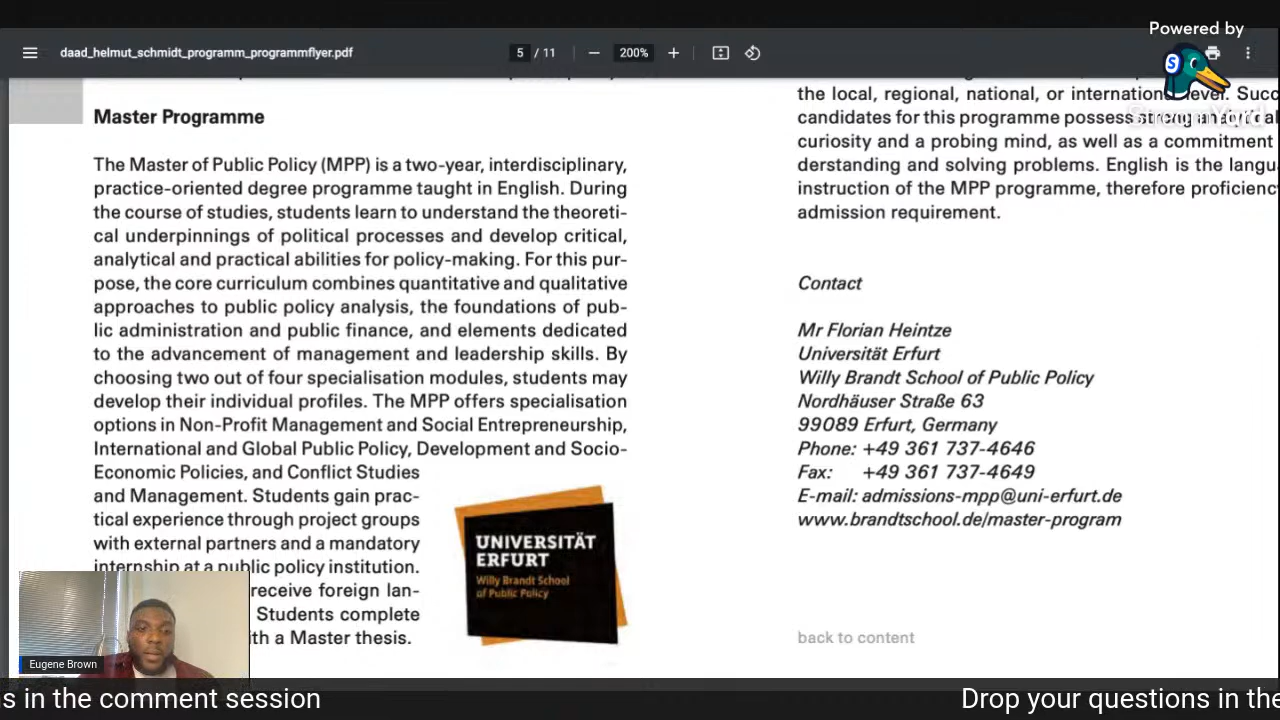 Powered by
StreamYard
daad_helmut_schmidt_programm_programmflyer.pdf
5 / 11
200%
Master Programme
The Master of Public Policy (MPP) is a two-year, interdisciplinary,
practice-oriented degree programme taught in English. During
the course of studies, students learn to understand the theoreti-
cal underpinnings of political processes and develop critical,
analytical and practical abilities for policy-making. For this pur-
pose, the core curriculum combines quantitative and qualitative
approaches to public policy analysis, the foundations of pub-
lic administration and public finance, and elements dedicated
to the advancement of management and leadership skills. By
choosing two out of four specialisation modules, students may
develop their individual profiles. The MPP offers specialisation
options in Non-Profit Management and Social Entrepreneurship,
International and Global Public Policy, Development and Socio-
Economic Policies, and Conflict Studies
and Management. Students gain prac-
tical experience through project groups
with external partners and a mandatory
internship at a public policy institution.
receive foreign lan-
Students complete
th a Master thesis.
UNIVERSITÄT
ERFURT
Willy Brandt School
of Public Policy
the local, regional, national, or international level. Succ
candidates for this programme possess strong analytical
curiosity and a probing mind, as well as a commitment
derstanding and solving problems. English is the langu
instruction of the MPP programme, therefore proficienc
admission requirement.
Contact
Mr Florian Heintze
Universität Erfurt
Willy Brandt School of Public Policy
Nordhäuser Straße 63
99089 Erfurt, Germany
Phone: +49 361 737-4646
Fax: +49 361 737-4649
E-mail: admissions-mpp@uni-erfurt.de
www.brandtschool.de/master-program
back to content
Eugene Brown
s in the comment session
Drop your questions in the